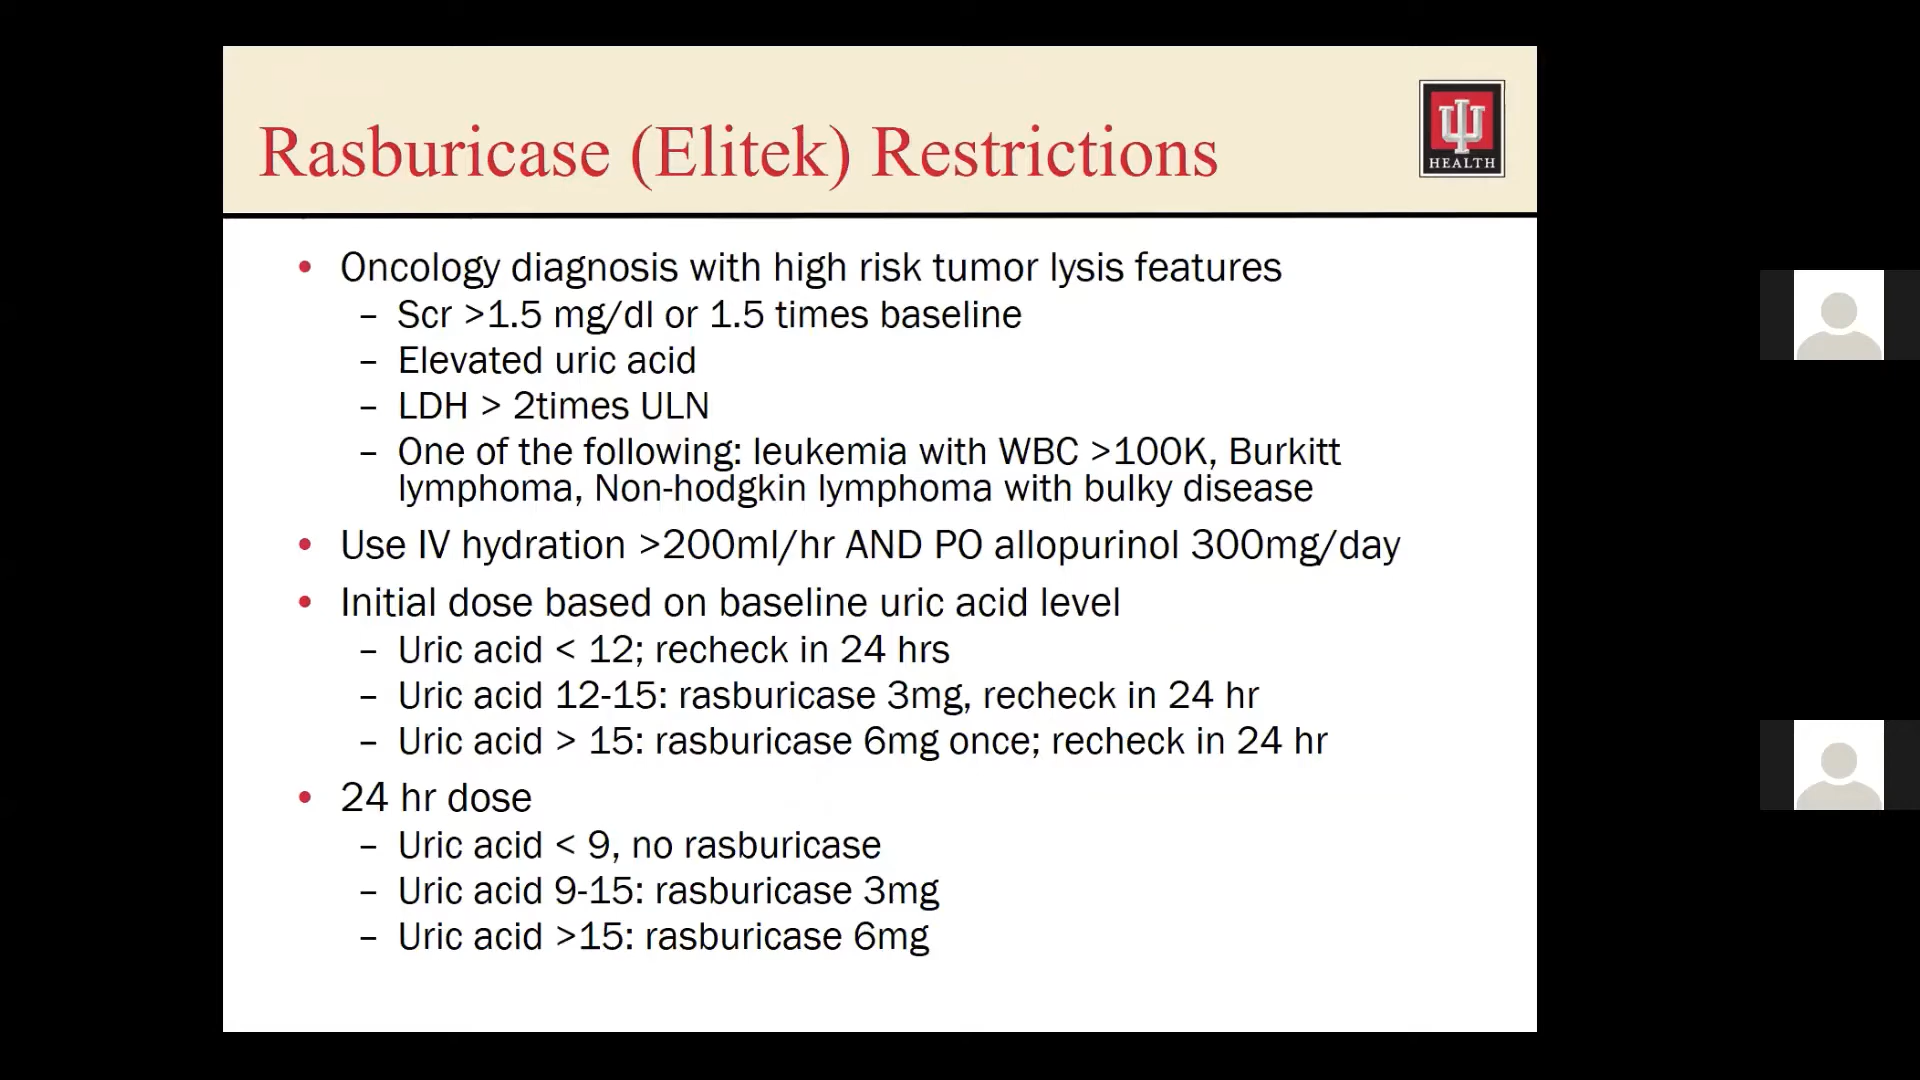 Rasburicase (Elitek) Restrictions
HEALTH
• Oncology diagnosis with high risk tumor lysis features
– Scr >1.5 mg/dl or 1.5 times baseline
– Elevated uric acid
– LDH > 2times ULN
– One of the following: leukemia with WBC >100K, Burkitt
lymphoma, Non-hodgkin lymphoma with bulky disease
• Use IV hydration >200ml/hr AND PO allopurinol 300mg/day
• Initial dose based on baseline uric acid level
– Uric acid < 12; recheck in 24 hrs
– Uric acid 12-15: rasburicase 3mg, recheck in 24 hr
– Uric acid > 15: rasburicase 6mg once; recheck in 24 hr
• 24 hr dose
– Uric acid < 9, no rasburicase
– Uric acid 9-15: rasburicase 3mg
– Uric acid >15: rasburicase 6mg